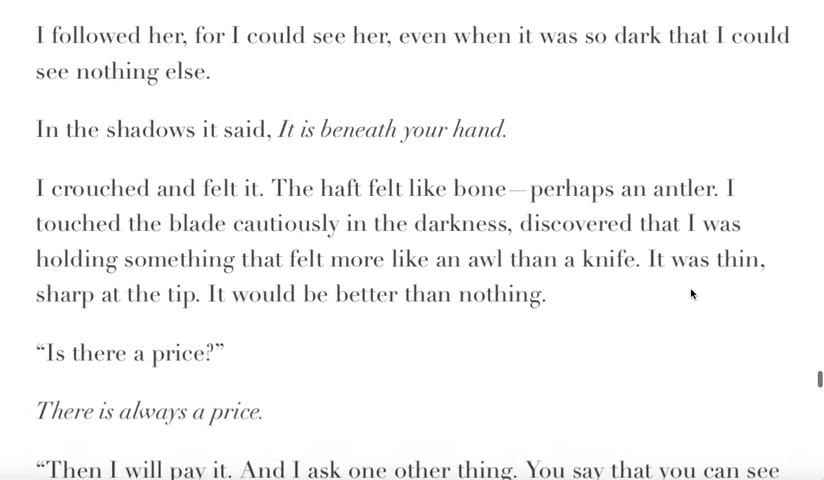 I followed her, for I could see her, even when it was so dark that I could
see nothing else.
In the shadows it said, It is beneath your hand.
I crouched and felt it. The haft felt like bone—perhaps an antler. I
touched the blade cautiously in the darkness, discovered that I was
holding something that felt more like an awl than a knife. It was thin,
sharp at the tip. It would be better than nothing.
“Is there a price?”
There is always a price.
“Then I will pay it. And I ask one other thing. You say that you can see